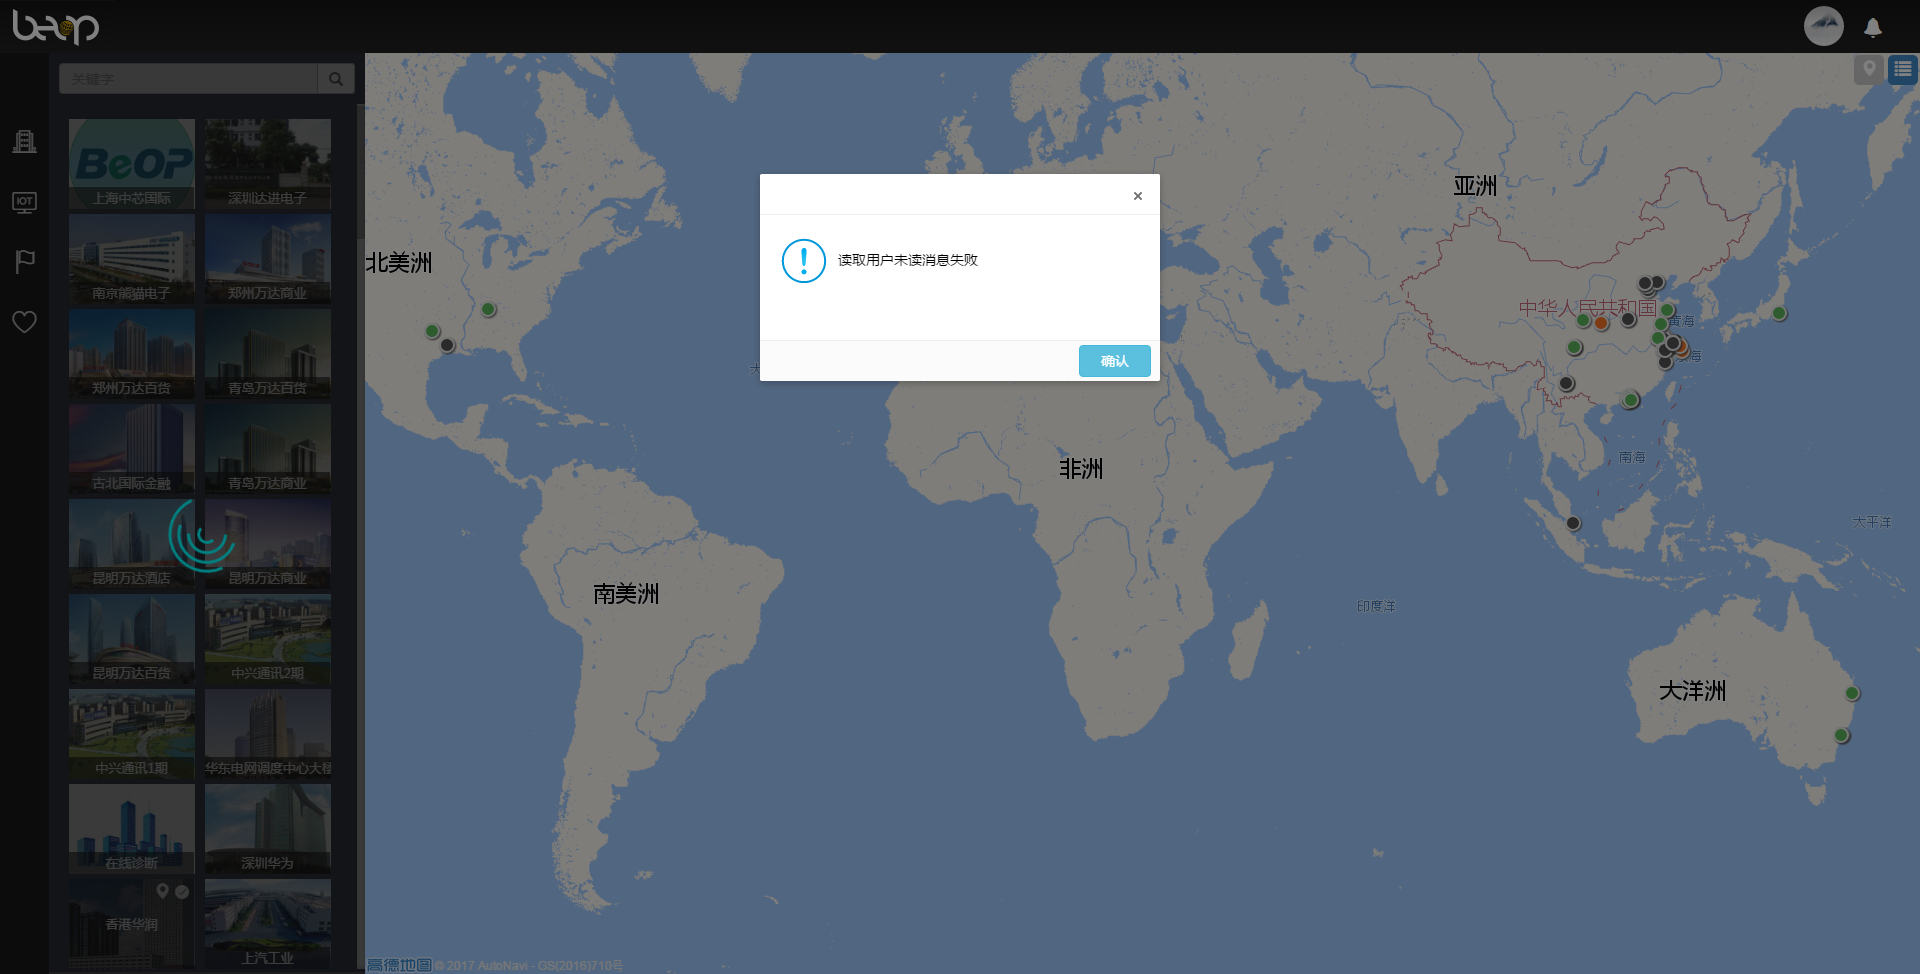 beop
关键字
BeOP
上海中芯国际
深圳达进电子
IOT
南京熊猫电子
郑州万达商业
郑州万达百货
青岛万达百货
古北国际金融
青岛万达商业
昆明万达酒店
昆明万达商业
昆明万达百货
中兴通讯2期
中兴通讯1期
华东电网调度中心大楼
在线诊断
深圳华为
香港华润
上汽工业
×
读取用户未读消息失败
确认
亚洲
北美洲
中华人民共和国
黄海
海
大
非洲
南海
太平洋
南美洲
印度洋
大洋洲
高德地图 © 2017 AutoNavi - GS(2016)710号